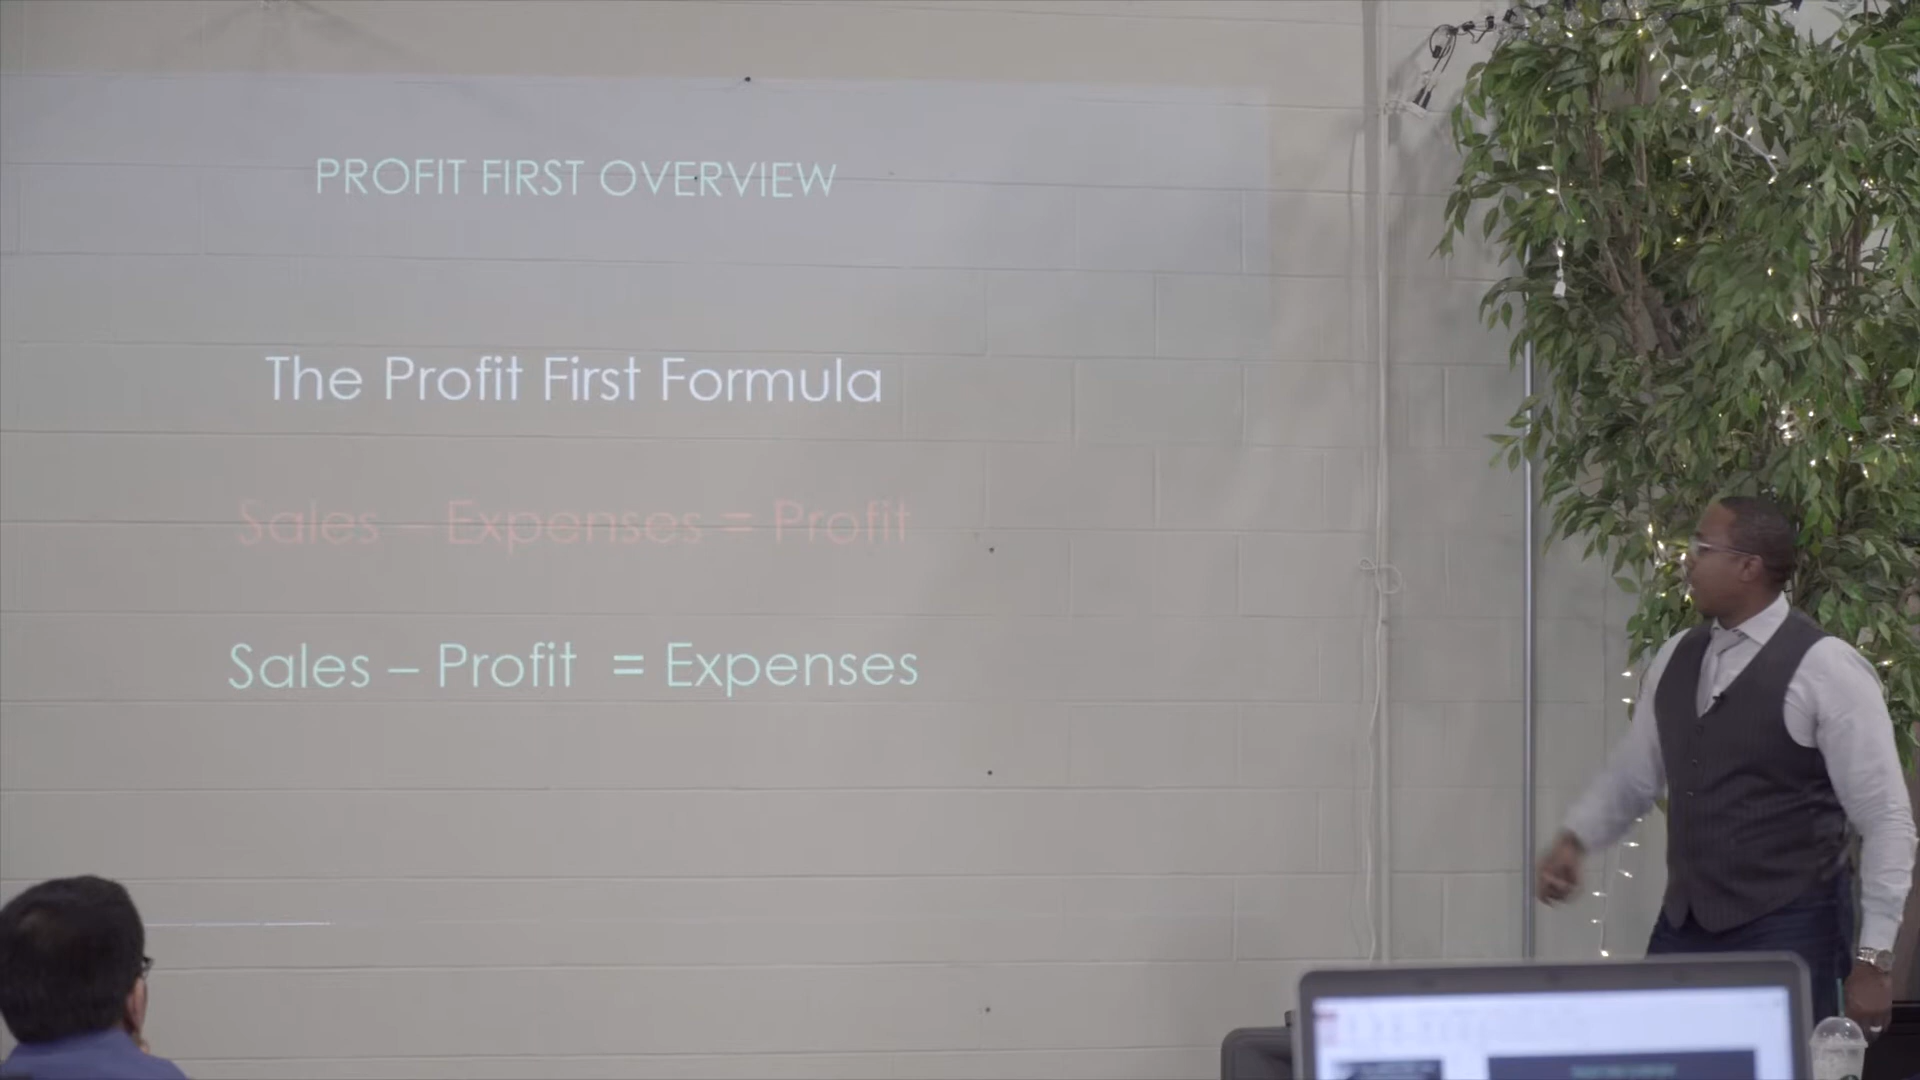 PROFIT FIRST OVERVIEW
The Profit First Formula
Sales – Expenses = Profit
Sales – Profit = Expenses